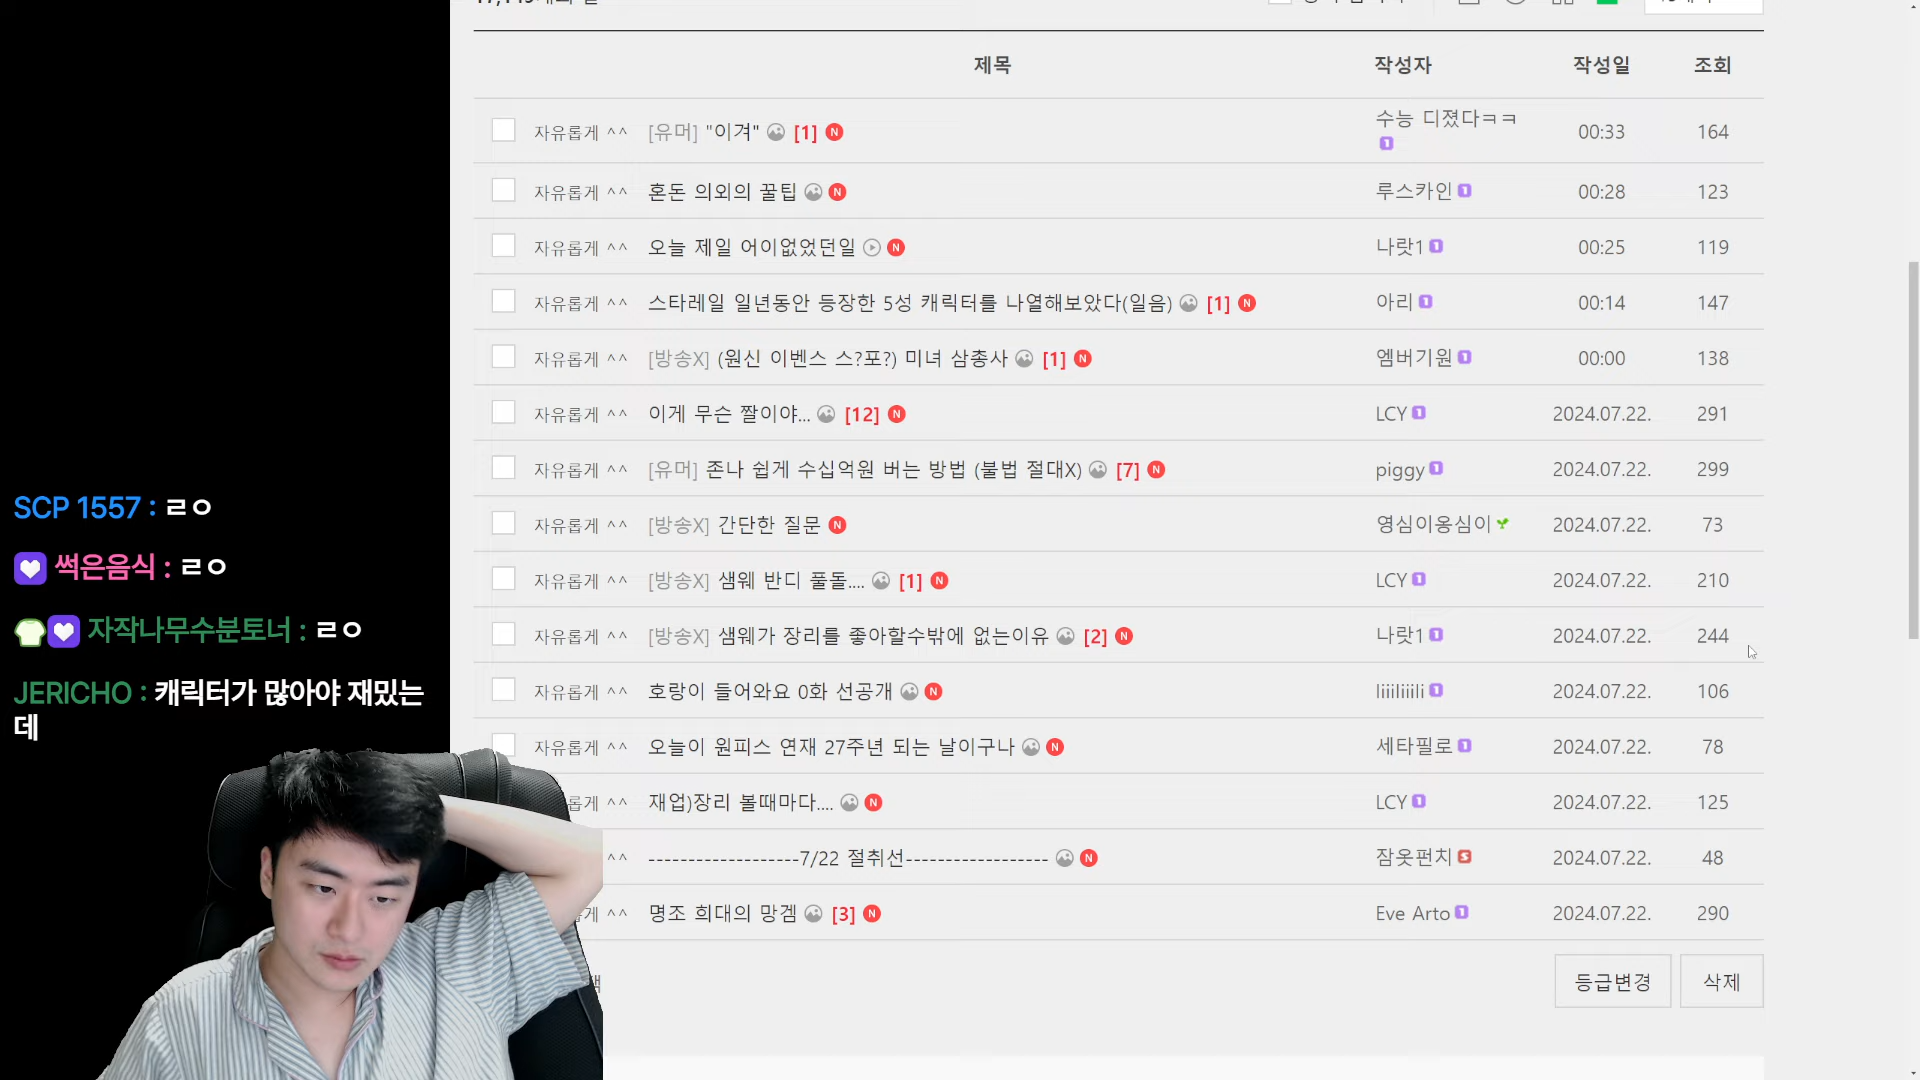 제목 작성자 작성일 조회
자유롭게 ^^ [유머] "이겨" [1] N 수능 디졌다ㅋㅋ 1 00:33 164
자유롭게 ^^ 혼돈 의외의 꿀팁 N 루스카인 1 00:28 123
자유롭게 ^^ 오늘 제일 어이없었던일 N 나랏1 1 00:25 119
자유롭게 ^^ 스타레일 일년동안 등장한 5성 캐릭터를 나열해보았다(일음) [1] N 아리 1 00:14 147
자유롭게 ^^ [방송X] (원신 이벤스 스?포?) 미녀 삼총사 [1] N 엠버기원 1 00:00 138
자유롭게 ^^ 이게 무슨 짤이야... [12] N LCY 1 2024.07.22. 291
자유롭게 ^^ [유머] 존나 쉽게 수십억원 버는 방법 (불법 절대X) [7] N piggy 1 2024.07.22. 299
자유롭게 ^^ [방송X] 간단한 질문 N 영심이옹심이 2024.07.22. 73
자유롭게 ^^ [방송X] 샘웨 반디 풀돌.... [1] N LCY 1 2024.07.22. 210
자유롭게 ^^ [방송X] 샘웨가 장리를 좋아할수밖에 없는이유 [2] N 나랏1 1 2024.07.22. 244
자유롭게 ^^ 호랑이 들어와요 0화 선공개 N liiiliiili 1 2024.07.22. 106
자유롭게 ^^ 오늘이 원피스 연재 27주년 되는 날이구나 N 세타필로 1 2024.07.22. 78
롭게 ^^ 재업)장리 볼때마다.... N LCY 1 2024.07.22. 125
^^ -------------------7/22 절취선------------------ N 잠옷펀치 S 2024.07.22. 48
게 ^^ 명조 희대의 망겜 [3] N Eve Arto 1 2024.07.22. 290
등급변경 삭제
SCP 1557 : ㄹㅇ
썩은음식 : ㄹㅇ
자작나무수분토너 : ㄹㅇ
JERICHO : 캐릭터가 많아야 재밌는
데